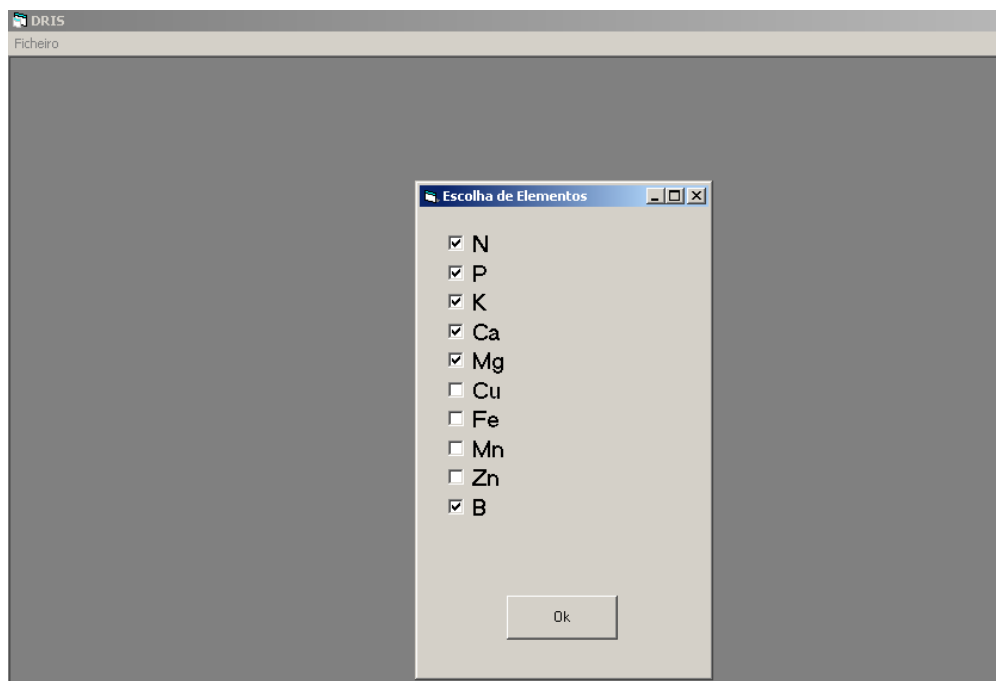 DRIS
Ficheiro
Escolha de Elementos
N
P
K
Ca
Mg
Cu
Fe
Mn
Zn
B
Ok